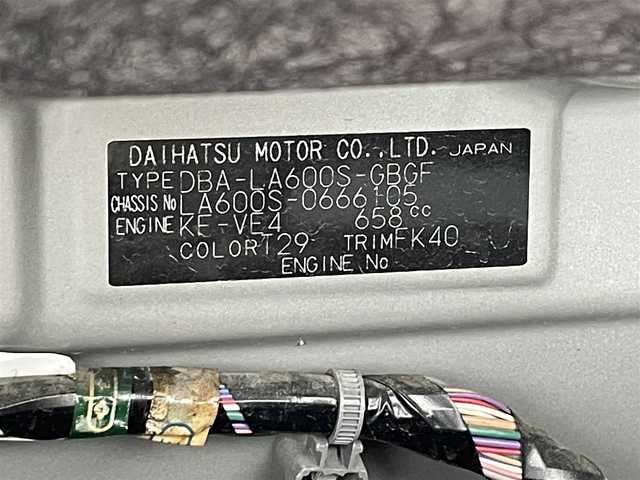 DAIHATSU MOTOR CO.,LTD. JAPAN
TYPE DBA-LA600S-GBGF
CHASSIS No LA600S-0666105
ENGINE KF-VE4 658 cc
COLOR T29 TRIM FK40
ENGINE No